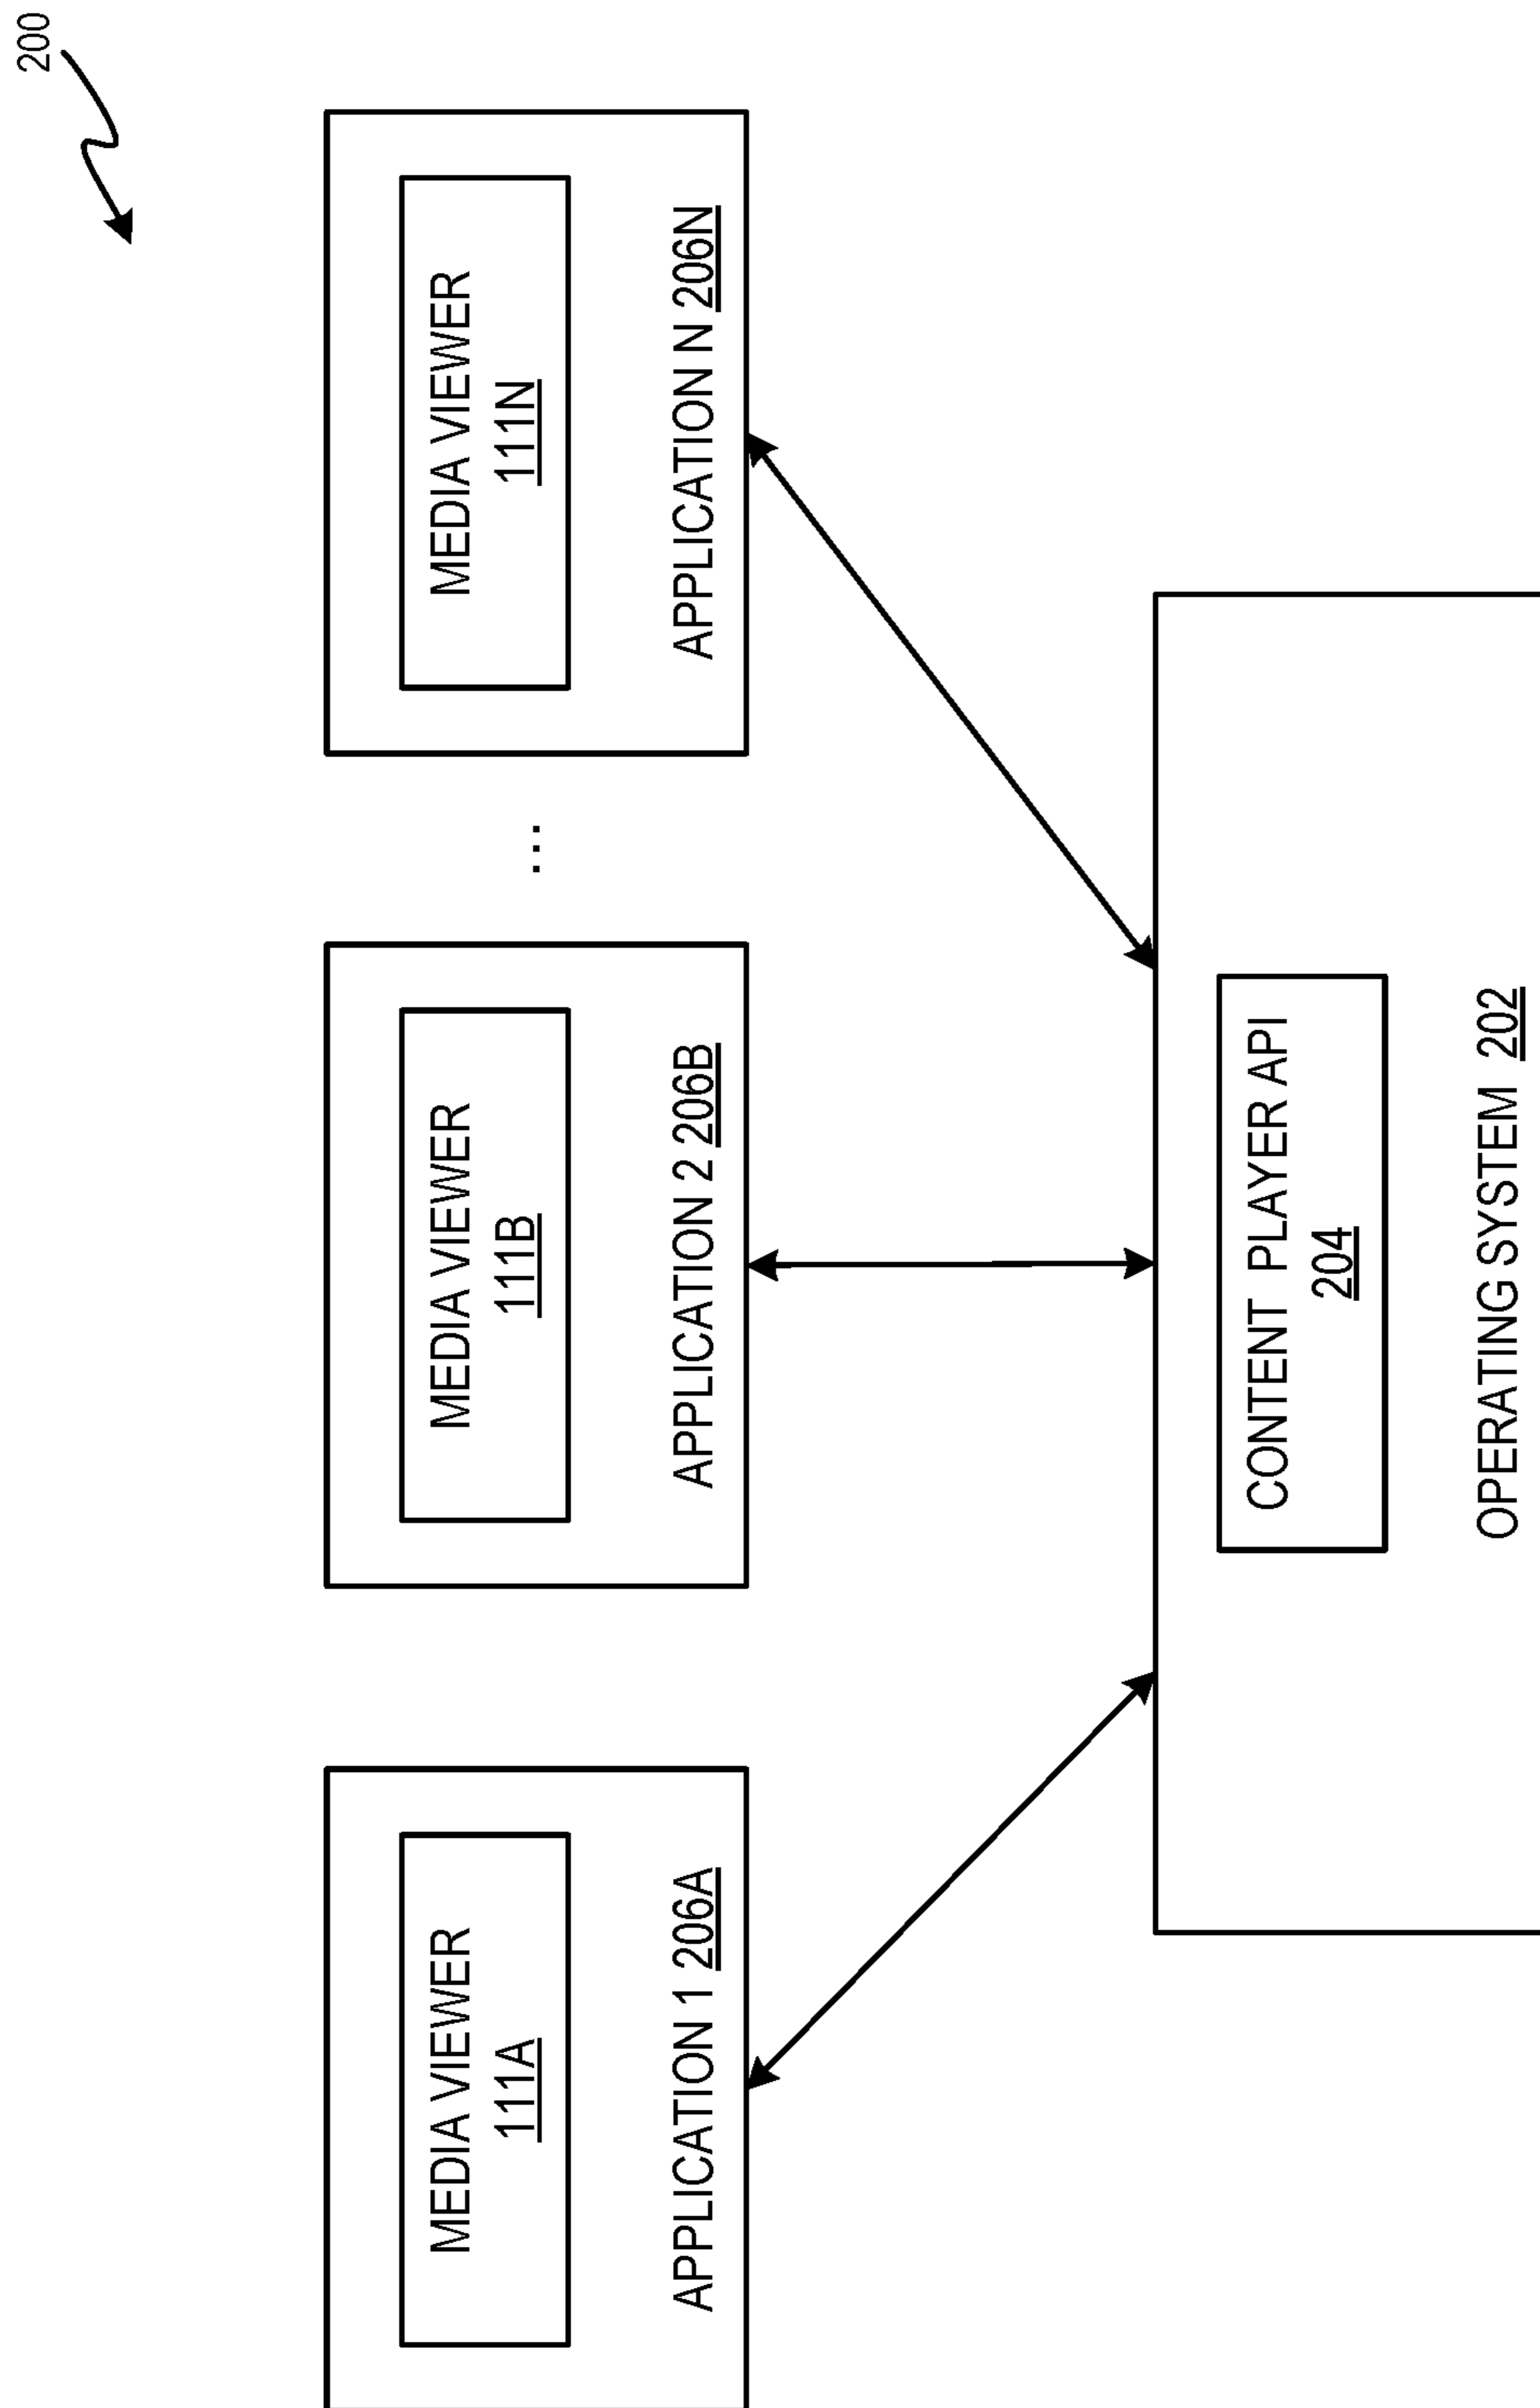 200
MEDIA VIEWER
111A
APPLICATION 1 206A
MEDIA VIEWER
111B
APPLICATION 2 206B
...
MEDIA VIEWER
111N
APPLICATION N 206N
CONTENT PLAYER API
204
OPERATING SYSTEM 202